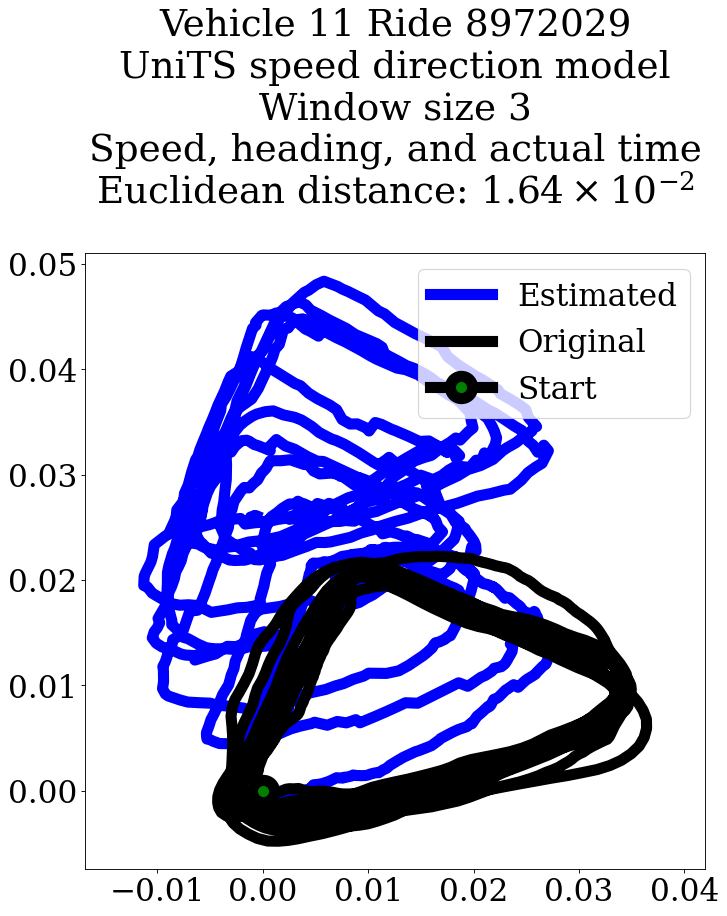 Vehicle 11 Ride 8972029
UniTS speed direction model
Window size 3
Speed, heading, and actual time
Euclidean distance: 1.64 × 10⁻²
0.05
0.04
0.03
0.02
0.01
0.00
Estimated
Original
Start
−0.01 0.00 0.01 0.02 0.03 0.04